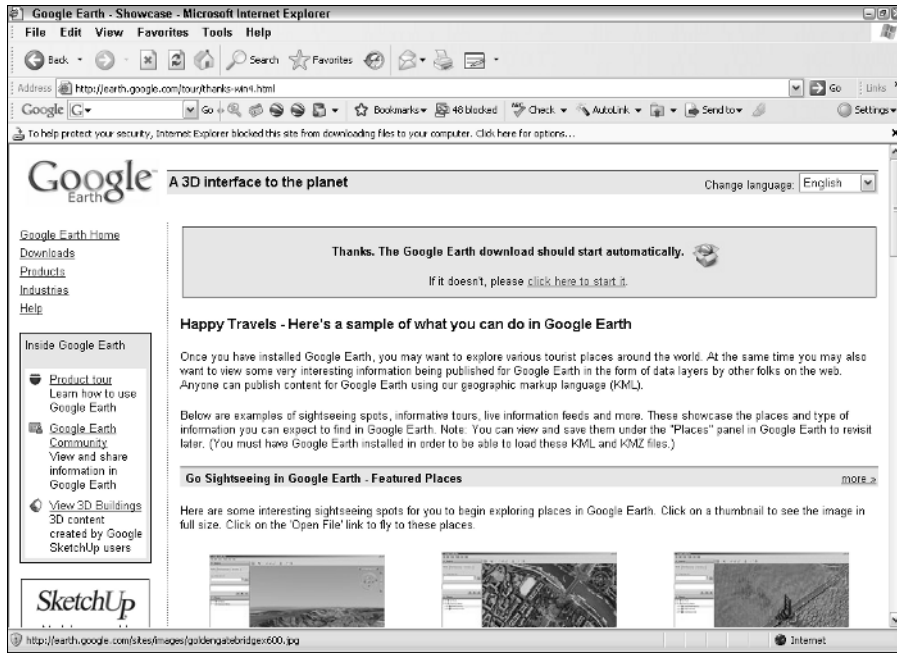 Google Earth - Showcase - Microsoft Internet Explorer
File Edit View Favorites Tools Help
Back Search Favorites
Address http://earth.google.com/tour/thanks-win4.html Go Links
Google G Go Bookmarks 48 blocked Check AutoLink Send to Settings
To help protect your security, Internet Explorer blocked this site from downloading files to your computer. Click here for options...
Google Earth
A 3D interface to the planet
Change language: English
Google Earth Home
Downloads
Products
Industries
Help
Inside Google Earth
Product tour
Learn how to use
Google Earth
Google Earth
Community
View and share
information in
Google Earth
View 3D Buildings
3D content
created by Google
SketchUp users
SketchUp
Thanks. The Google Earth download should start automatically.
If it doesn't, please click here to start it.
Happy Travels - Here's a sample of what you can do in Google Earth
Once you have installed Google Earth, you may want to explore various tourist places around the world. At the same time you may also
want to view some very interesting information being published for Google Earth in the form of data layers by other folks on the web.
Anyone can publish content for Google Earth using our geographic markup language (KML).
Below are examples of sightseeing spots, informative tours, live information feeds and more. These showcase the places and type of
information you can expect to find in Google Earth. Note: You can view and save them under the "Places" panel in Google Earth to revisit
later. (You must have Google Earth installed in order to be able to load these KML and KMZ files.)
Go Sightseeing in Google Earth - Featured Places more »
Here are some interesting sightseeing spots for you to begin exploring places in Google Earth. Click on a thumbnail to see the image in
full size. Click on the 'Open File' link to fly to these places.
http://earth.google.com/sites/images/goldengatebridgex600.jpg Internet